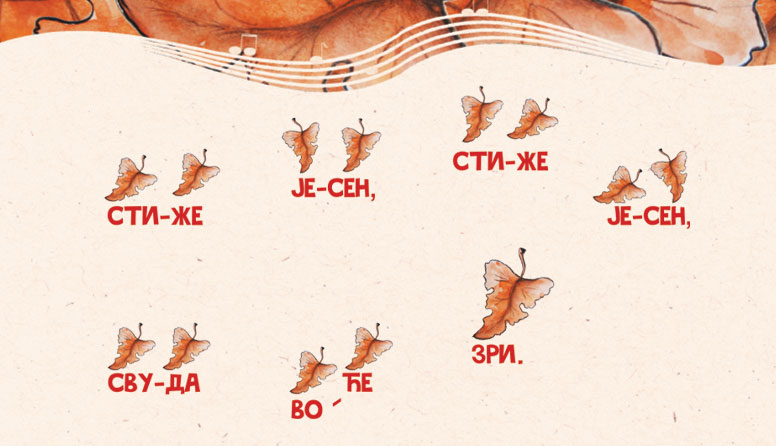 СТИ-ЖЕ ЈЕ-СЕН, СТИ-ЖЕ ЈЕ-СЕН,
СВУ-ДА ВО-ЋЕ ЗРИ.